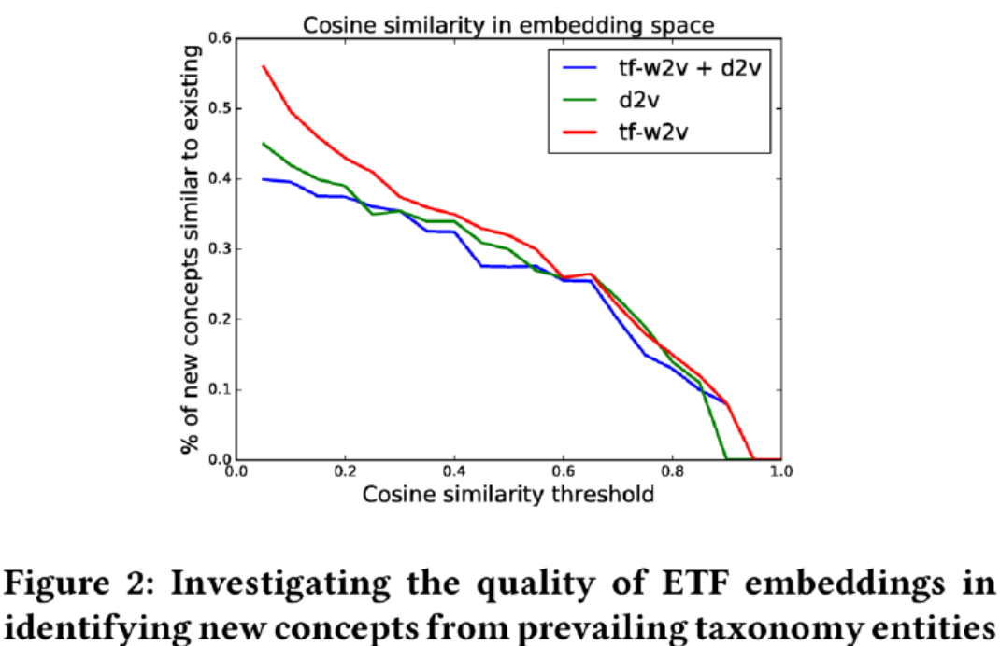 Cosine similarity in embedding space
% of new concepts similar to existing
0.6
0.5
0.4
0.3
0.2
0.1
0.0
tf-w2v + d2v
d2v
tf-w2v
0.0 0.2 0.4 0.6 0.8 1.0
Cosine similarity threshold
Figure 2: Investigating the quality of ETF embeddings in
identifying new concepts from prevailing taxonomy entities